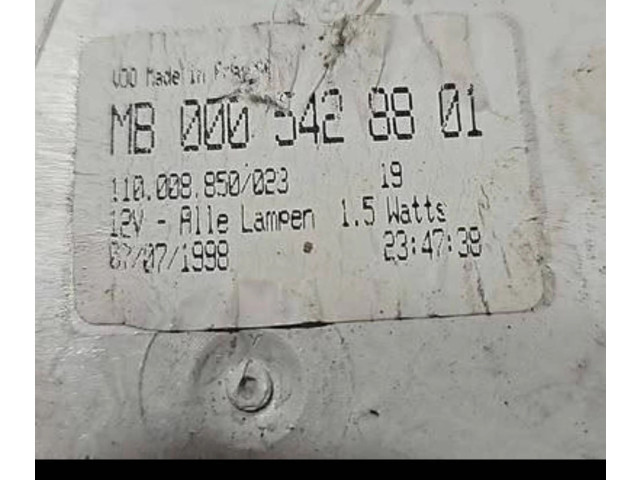 VDO Made in France
MB 000 542 88 01
110.008.850/023 19
12V - Alle Lampen 1.5 Watts
07/07/1998 23:47:38